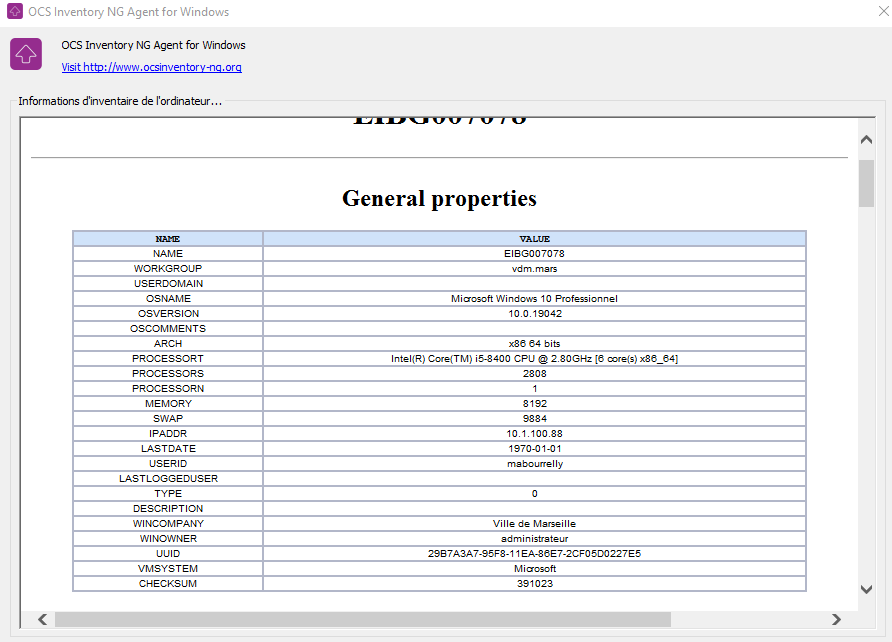 OCS Inventory NG Agent for Windows
OCS Inventory NG Agent for Windows
Visit http://www.ocsinventory-ng.org
Informations d'inventaire de l'ordinateur...
EIBG007078
General properties
NAME VALUE
NAME EIBG007078
WORKGROUP vdm.mars
USERDOMAIN
OSNAME Microsoft Windows 10 Professionnel
OSVERSION 10.0.19042
OSCOMMENTS
ARCH x86 64 bits
PROCESSORT Intel(R) Core(TM) i5-8400 CPU @ 2.80GHz [6 core(s) x86_64]
PROCESSORS 2808
PROCESSORN 1
MEMORY 8192
SWAP 9884
IPADDR 10.1.100.88
LASTDATE 1970-01-01
USERID mabourrelly
LASTLOGGEDUSER
TYPE 0
DESCRIPTION
WINCOMPANY Ville de Marseille
WINOWNER administrateur
UUID 29B7A3A7-95F8-11EA-86E7-2CF05D0227E5
VMSYSTEM Microsoft
CHECKSUM 391023